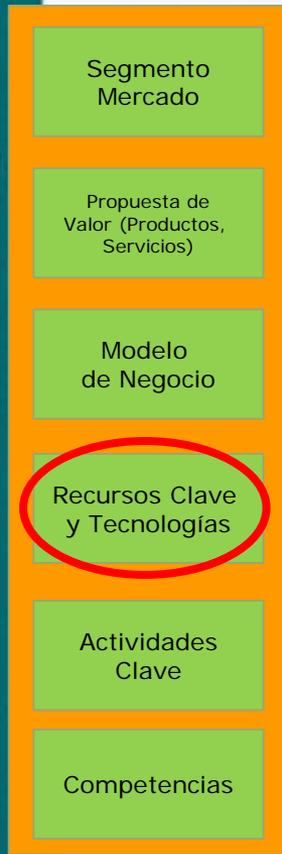 Segmento
Mercado
Propuesta de
Valor (Productos,
Servicios)
Modelo
de Negocio
Recursos Clave
y Tecnologías
Actividades
Clave
Competencias